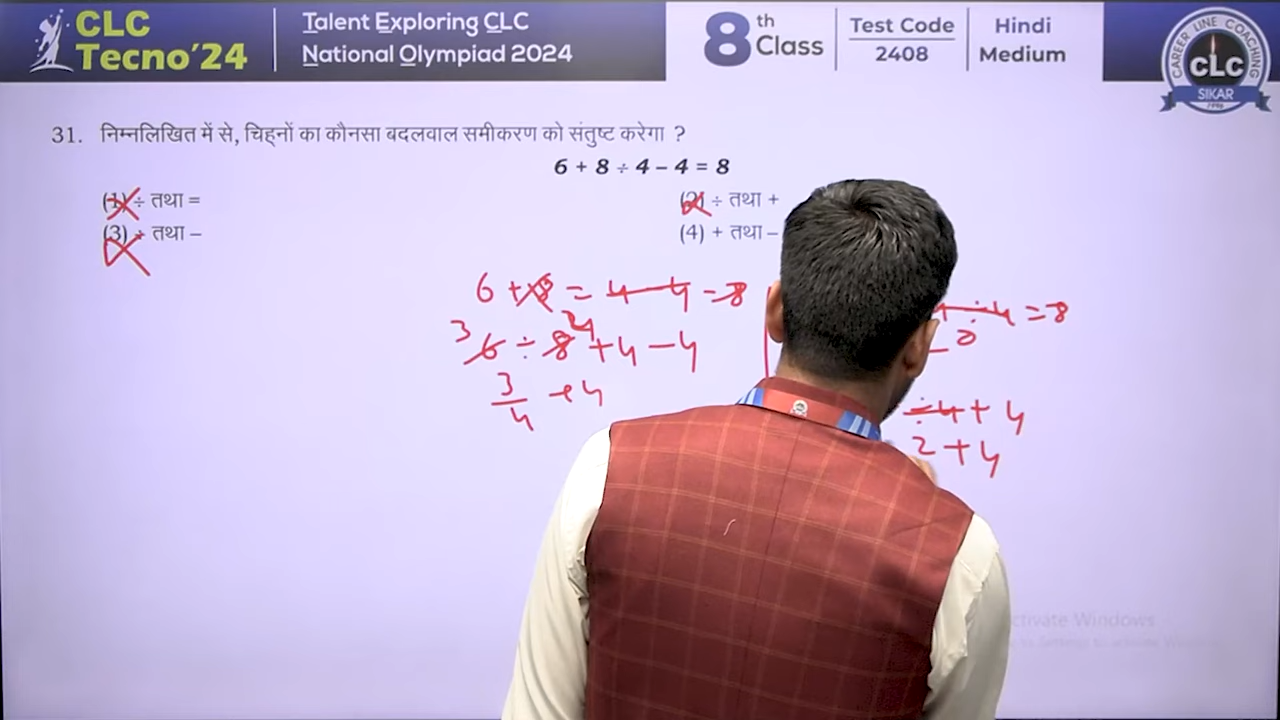 CLC
Tecno'24
Talent Exploring CLC
National Olympiad 2024
8th Class
Test Code
2408
Hindi
Medium
CAREER LINE COACHING
CLC
SIKAR
31. निम्नलिखित में से, चिह्नों का कौनसा बदलवाल समीकरण को संतुष्ट करेगा ?
6 + 8 ÷ 4 – 4 = 8
(1) ÷ तथा =
(2) ÷ तथा +
(3) ÷ तथा –
(4) + तथा –
6 + 8 = 4 – 4 = 8
3 6 ÷ 8 + 4 – 4
3/4 + 4
÷ 4 = 8
÷ 4 + 4
2 + 4
Activate Windows